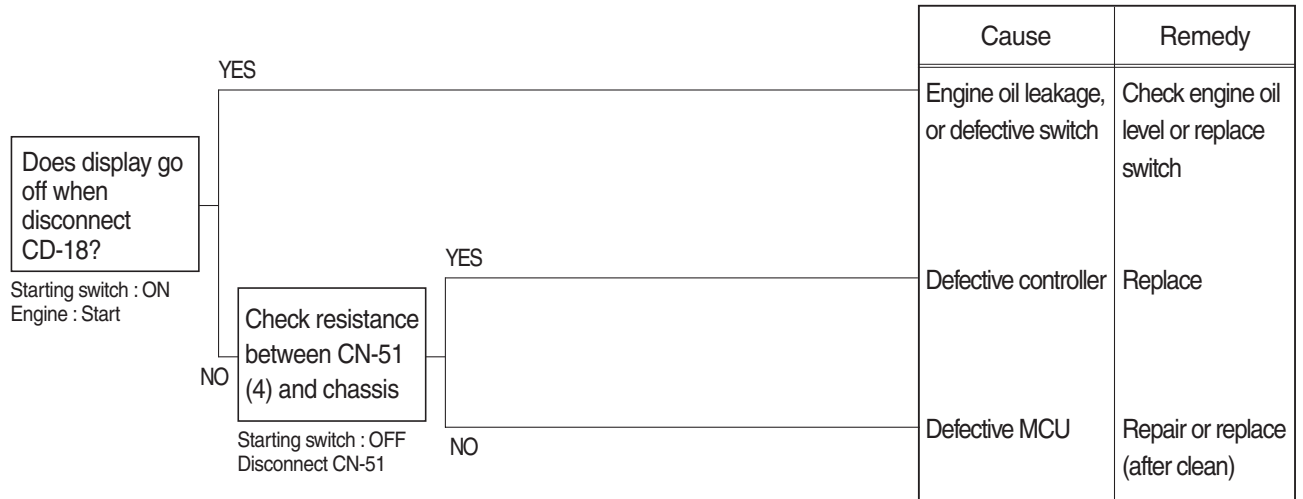 Cause
Remedy
YES
Engine oil leakage,
or defective switch
Check engine oil
level or replace
switch
Does display go
off when
disconnect
CD-18?
Starting switch : ON
Engine : Start
YES
Defective controller
Replace
NO
Check resistance
between CN-51
(4) and chassis
Starting switch : OFF
Disconnect CN-51
NO
Defective MCU
Repair or replace
(after clean)